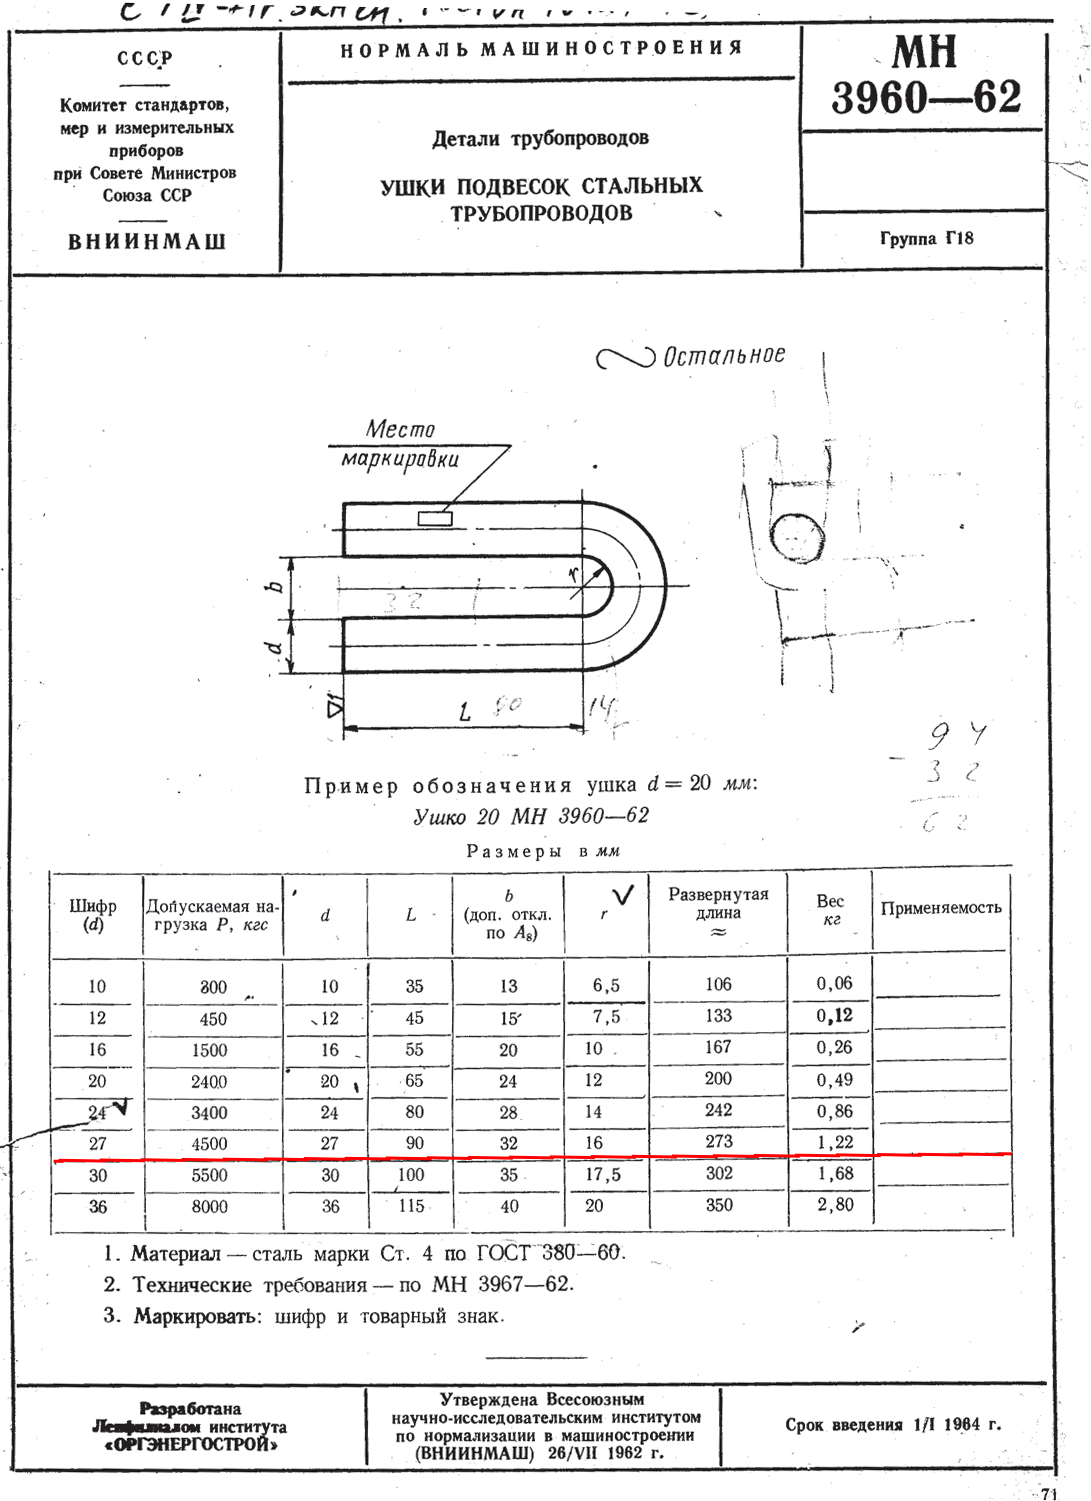 СССР
Комитет стандартов,
мер и измерительных
приборов
при Совете Министров
Союза ССР
ВНИИНМАШ
НОРМАЛЬ МАШИНОСТРОЕНИЯ
Детали трубопроводов
УШКИ ПОДВЕСОК СТАЛЬНЫХ
ТРУБОПРОВОДОВ
МН
3960—62
Группа Г18
Остальное
Место
маркировки
r
b
32
d
▽1
L 80 14
94
- 32
62
Пример обозначения ушка d = 20 мм:
Ушко 20 МН 3960—62
Размеры в мм
Шифр (d) Допускаемая нагрузка P, кгс d L b (доп. откл. по А₈) r Развернутая длина ≈ Вес кг Применяемость
10 800 10 35 13 6,5 106 0,06
12 450 12 45 15 7,5 133 0,12
16 1500 16 55 20 10 167 0,26
20 2400 20 65 24 12 200 0,49
24 3400 24 80 28 14 242 0,86
27 4500 27 90 32 16 273 1,22
30 5500 30 100 35 17,5 302 1,68
36 8000 36 115 40 20 350 2,80
1. Материал — сталь марки Ст. 4 по ГОСТ 380—60.
2. Технические требования — по МН 3967—62.
3. Маркировать: шифр и товарный знак.
Разработана
Ленфилиалом института
«ОРГЭНЕРГОСТРОЙ»
Утверждена Всесоюзным
научно-исследовательским институтом
по нормализации в машиностроении
(ВНИИНМАШ) 26/VII 1962 г.
Срок введения 1/I 1964 г.
71